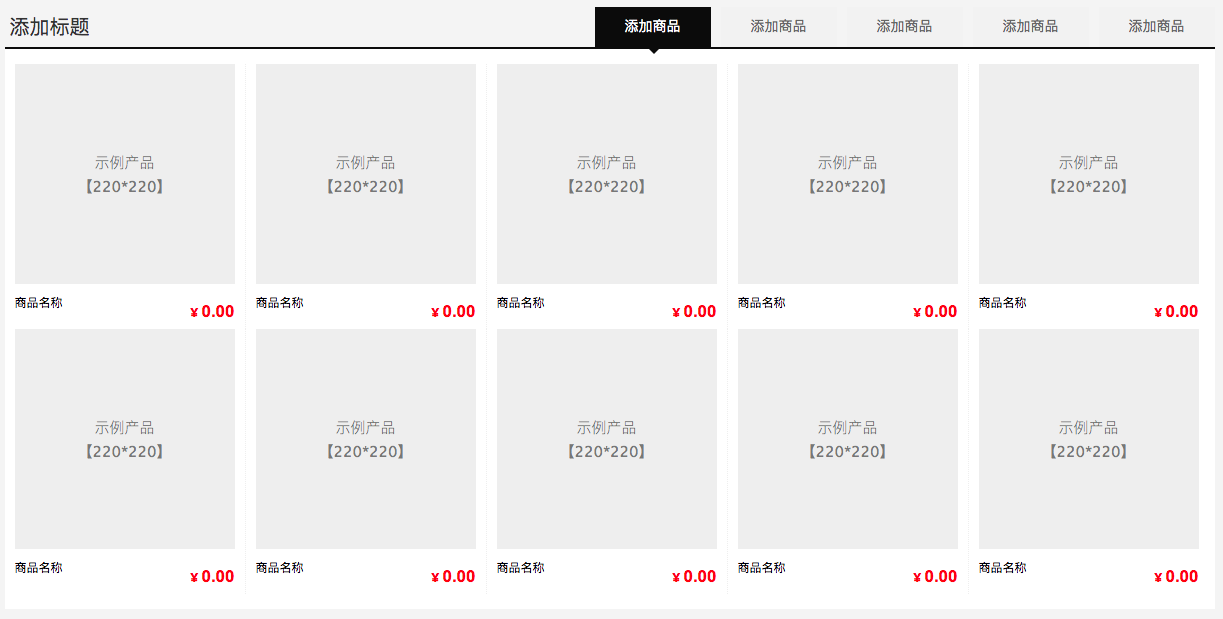 添加标题
添加商品 添加商品 添加商品 添加商品 添加商品
示例产品 示例产品 示例产品 示例产品 示例产品
【220*220】 【220*220】 【220*220】 【220*220】 【220*220】
商品名称 商品名称 商品名称 商品名称 商品名称
¥ 0.00 ¥ 0.00 ¥ 0.00 ¥ 0.00 ¥ 0.00
示例产品 示例产品 示例产品 示例产品 示例产品
【220*220】 【220*220】 【220*220】 【220*220】 【220*220】
商品名称 商品名称 商品名称 商品名称 商品名称
¥ 0.00 ¥ 0.00 ¥ 0.00 ¥ 0.00 ¥ 0.00